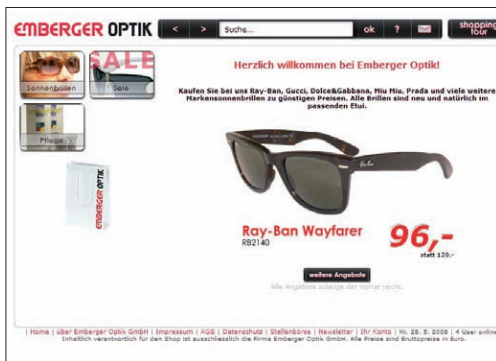 EMBERGER OPTIK
< > Suche... ok ? shopping tour
Sonnenbrillen
SALE
Sale
Pflege
EMBERGER OPTIK
Herzlich willkommen bei Emberger Optik!
Kaufen Sie bei uns Ray-Ban, Gucci, Dolce&Gabbana, Miu Miu, Prada und viele weitere
Markensonnenbrillen zu günstigen Preisen. Alle Brillen sind neu und natürlich im
passenden Etui.
Ray-Ban
Ray-Ban Wayfarer
RB2140
96,-
statt 120,-
weitere Angebote
Alle Angebote solange der Vorrat reicht.
| Home | über Emberger Optik GmbH | Impressum | AGB | Datenschutz | Stellenbörse | Newsletter | Ihr Konto | Mi. 28. 5. 2008 | 4 User online
Inhaltlich verantwortlich für den Shop ist ausschliesslich die Firma Emberger Optik GmbH. Alle Preise sind Bruttopreise in Euro.